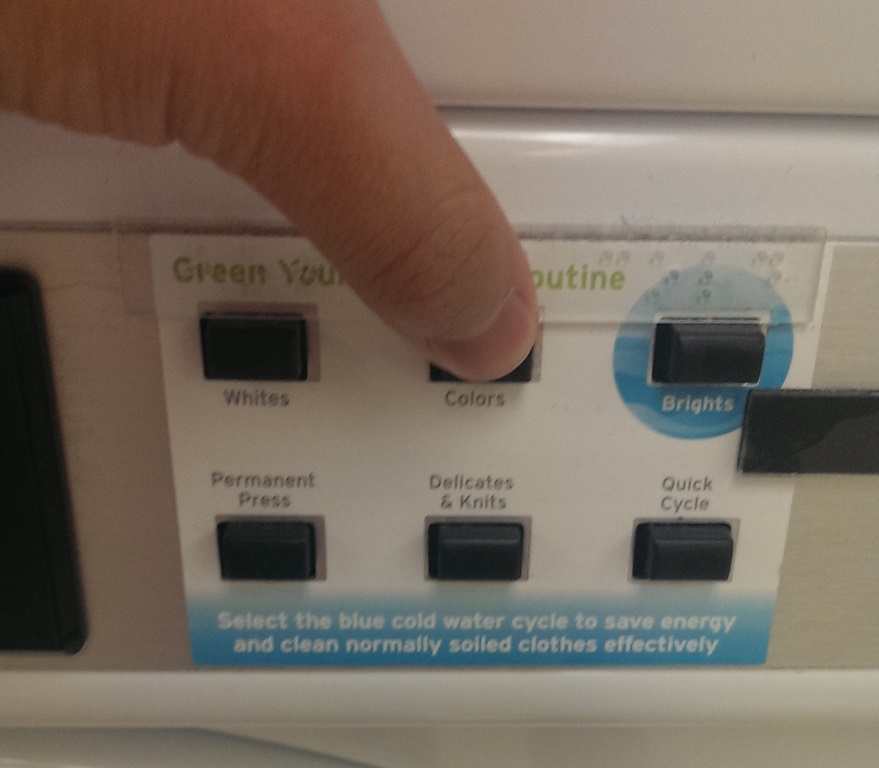 Green You outine
Whites Colors Brights
Permanent Press
Delicates & Knits
Quick Cycle
Select the blue cold water cycle to save energy
and clean normally soiled clothes effectively